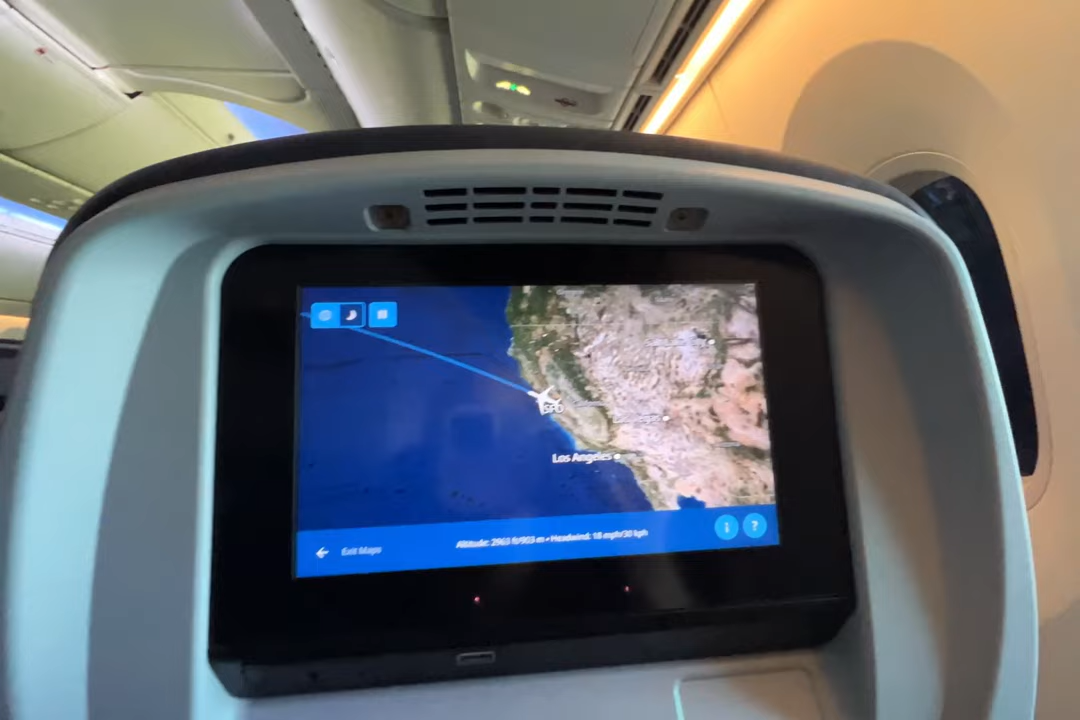 SFO
Los Angeles
Exit Maps
Altitude: 2963 ft/903 m • Headwind: 18 mph/30 kph
i
?